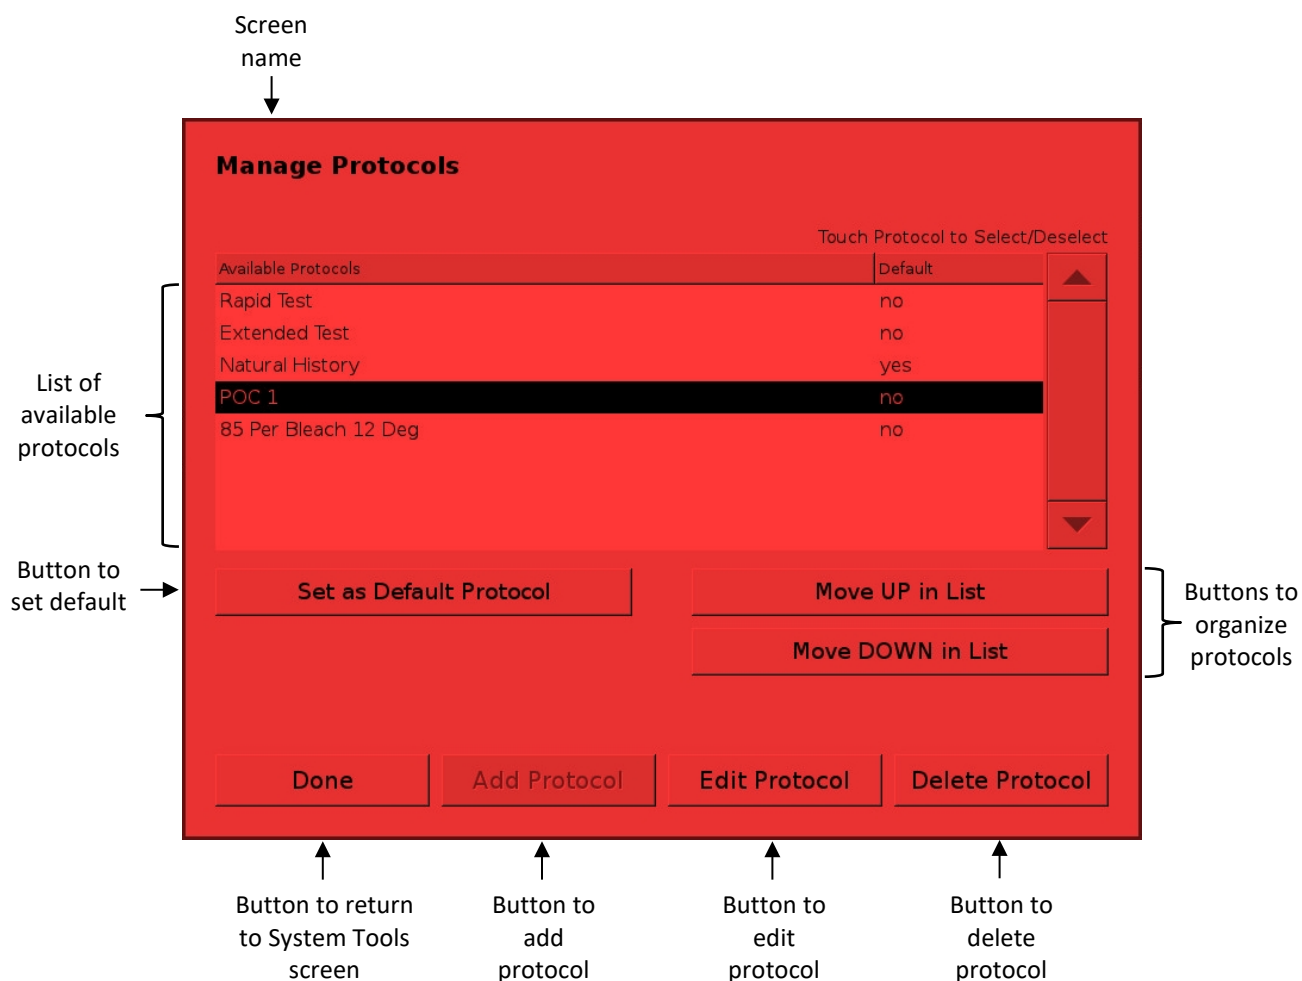 Screen
name
Manage Protocols
Touch Protocol to Select/Deselect
Available Protocols Default
Rapid Test no
Extended Test no
Natural History yes
POC 1 no
85 Per Bleach 12 Deg no
List of
available
protocols
Button to
set default
Set as Default Protocol
Move UP in List
Move DOWN in List
Buttons to
organize
protocols
Done
Add Protocol
Edit Protocol
Delete Protocol
Button to return
to System Tools
screen
Button to
add
protocol
Button to
edit
protocol
Button to
delete
protocol